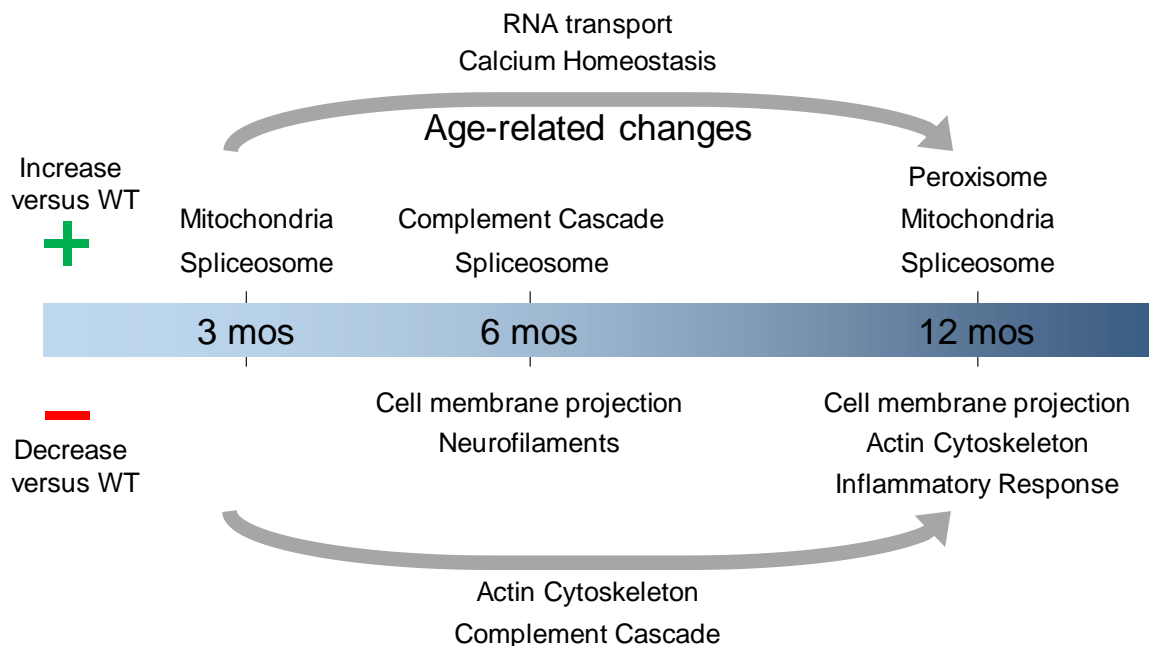 RNA transport
Calcium Homeostasis
Age-related changes
Increase
versus WT
Peroxisome
Mitochondria
Complement Cascade
Mitochondria
Spliceosome
Spliceosome
Spliceosome
3 mos
6 mos
12 mos
Cell membrane projection
Cell membrane projection
Decrease
versus WT
Neurofilaments
Actin Cytoskeleton
Inflammatory Response
Actin Cytoskeleton
Complement Cascade